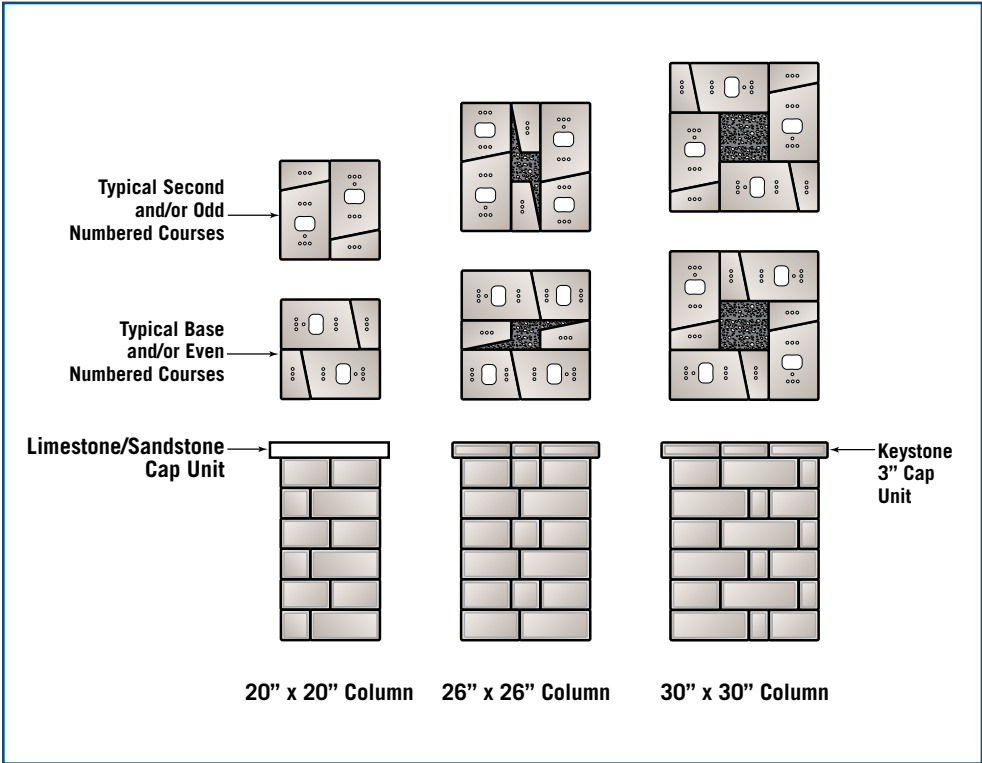 Typical Second
and/or Odd
Numbered Courses
Typical Base
and/or Even
Numbered Courses
Limestone/Sandstone
Cap Unit
Keystone
3” Cap
Unit
20” x 20” Column
26” x 26” Column
30” x 30” Column